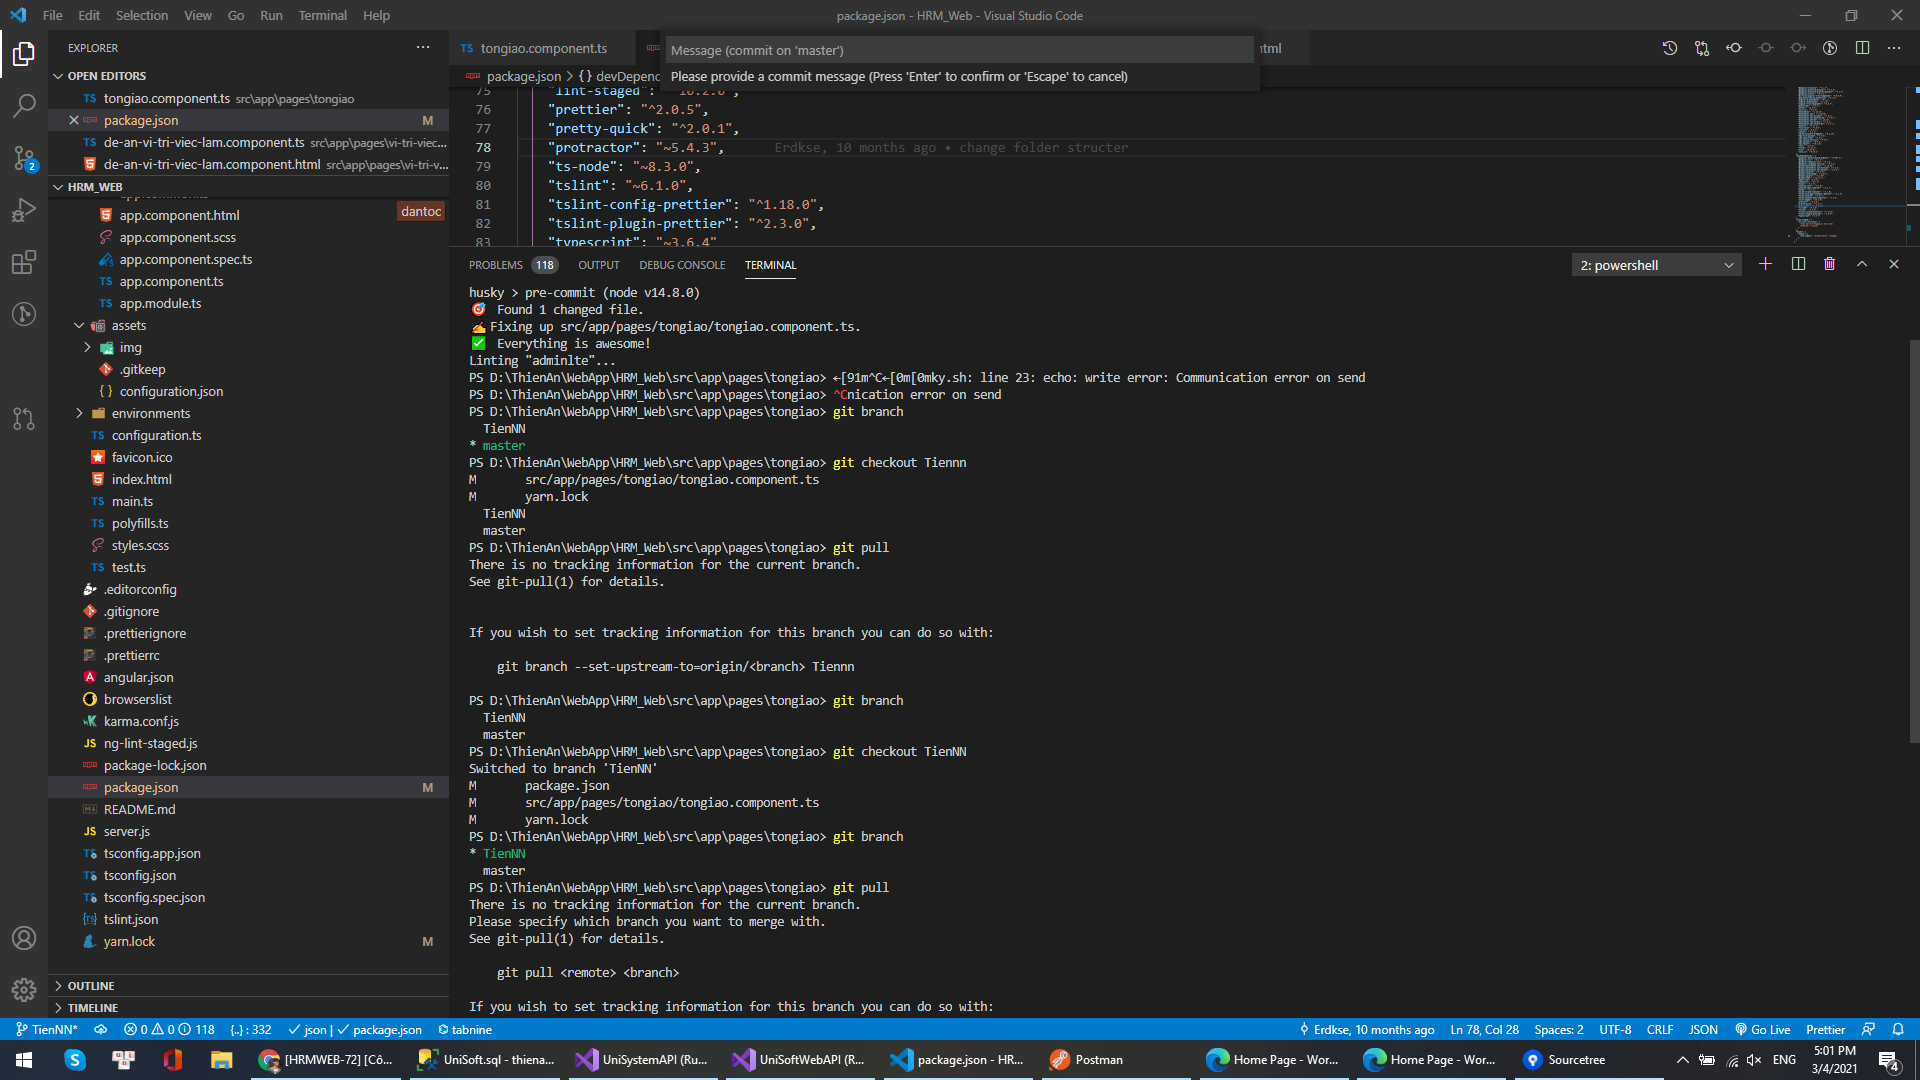 File Edit Selection View Go Run Terminal Help
package.json - HRM_Web - Visual Studio Code
EXPLORER
OPEN EDITORS
TS tongiao.component.ts src\app\pages\tongiao
package.json M
TS de-an-vi-tri-viec-lam.component.ts src\app\pages\vi-tri-viec...
de-an-vi-tri-viec-lam.component.html src\app\pages\vi-tri-v...
HRM_WEB
dantoc
app.component.html
app.component.scss
app.component.spec.ts
TS app.component.ts
TS app.module.ts
assets
img
.gitkeep
{} configuration.json
environments
TS configuration.ts
favicon.ico
index.html
TS main.ts
TS polyfills.ts
styles.scss
TS test.ts
.editorconfig
.gitignore
.prettierignore
.prettierrc
angular.json
browserslist
karma.conf.js
JS ng-lint-staged.js
package-lock.json
package.json M
README.md
JS server.js
tsconfig.app.json
tsconfig.json
tsconfig.spec.json
tslint.json
yarn.lock M
OUTLINE
TIMELINE
2
TS tongiao.component.ts
tml
Message (commit on 'master')
Please provide a commit message (Press 'Enter' to confirm or 'Escape' to cancel)
package.json > {} devDepend
75 "lint-staged": "^10.2.6",
76 "prettier": "^2.0.5",
77 "pretty-quick": "^2.0.1",
78 "protractor": "~5.4.3", Erdkse, 10 months ago • change folder structer
79 "ts-node": "~8.3.0",
80 "tslint": "~6.1.0",
81 "tslint-config-prettier": "^1.18.0",
82 "tslint-plugin-prettier": "^2.3.0",
83 "typescript": "~3.6.4"
PROBLEMS 118 OUTPUT DEBUG CONSOLE TERMINAL
2: powershell
husky > pre-commit (node v14.8.0)
🎯 Found 1 changed file.
✍ Fixing up src/app/pages/tongiao/tongiao.component.ts.
✅ Everything is awesome!
Linting "adminlte"...
PS D:\ThienAn\WebApp\HRM_Web\src\app\pages\tongiao> ←[91m^C←[0m[0mky.sh: line 23: echo: write error: Communication error on send
PS D:\ThienAn\WebApp\HRM_Web\src\app\pages\tongiao> ^Cnication error on send
PS D:\ThienAn\WebApp\HRM_Web\src\app\pages\tongiao> git branch
TienNN
* master
PS D:\ThienAn\WebApp\HRM_Web\src\app\pages\tongiao> git checkout Tiennn
M src/app/pages/tongiao/tongiao.component.ts
M yarn.lock
TienNN
master
PS D:\ThienAn\WebApp\HRM_Web\src\app\pages\tongiao> git pull
There is no tracking information for the current branch.
See git-pull(1) for details.
If you wish to set tracking information for this branch you can do so with:
git branch --set-upstream-to=origin/<branch> Tiennn
PS D:\ThienAn\WebApp\HRM_Web\src\app\pages\tongiao> git branch
TienNN
master
PS D:\ThienAn\WebApp\HRM_Web\src\app\pages\tongiao> git checkout TienNN
Switched to branch 'TienNN'
M package.json
M src/app/pages/tongiao/tongiao.component.ts
M yarn.lock
PS D:\ThienAn\WebApp\HRM_Web\src\app\pages\tongiao> git branch
* TienNN
master
PS D:\ThienAn\WebApp\HRM_Web\src\app\pages\tongiao> git pull
There is no tracking information for the current branch.
Please specify which branch you want to merge with.
See git-pull(1) for details.
git pull <remote> <branch>
If you wish to set tracking information for this branch you can do so with:
TienNN* 0 0 118 {..} : 332 json | package.json tabnine
Erdkse, 10 months ago Ln 78, Col 28 Spaces: 2 UTF-8 CRLF JSON Go Live Prettier
[HRMWEB-72] [Cô... UniSoft.sql - thiena... UniSystemAPI (Ru... UniSoftWebAPI (R... package.json - HR... Postman Home Page - Wor... Home Page - Wor... Sourcetree
ENG
5:01 PM
3/4/2021
4